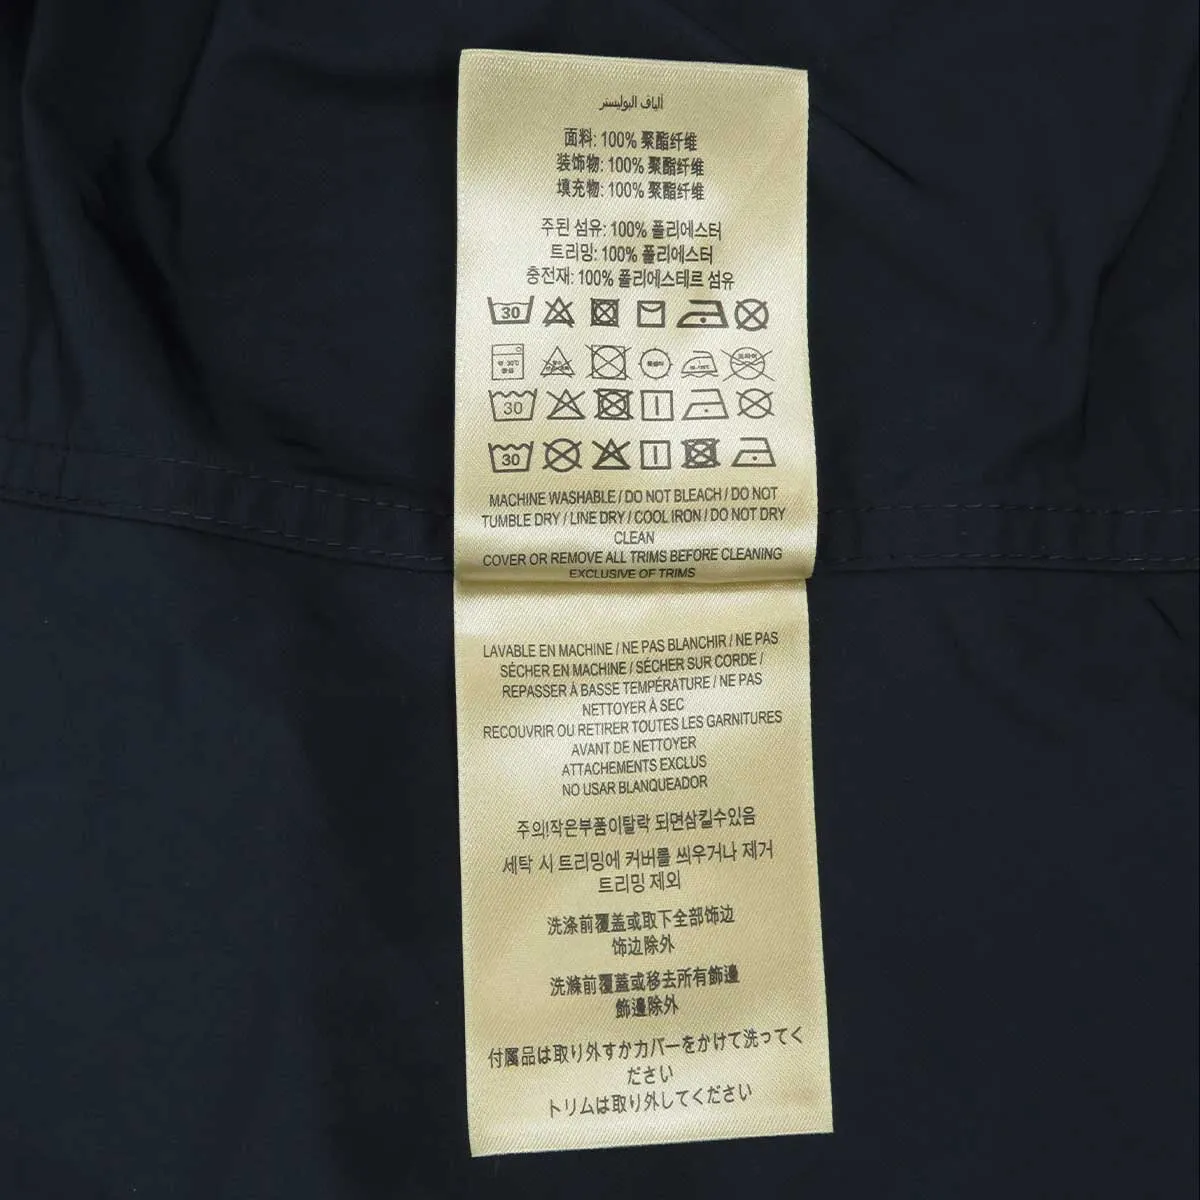 ألياف البوليستر
面料: 100% 聚酯纤维
装饰物: 100% 聚酯纤维
填充物: 100% 聚酯纤维
주된 섬유: 100% 폴리에스터
트리밍: 100% 폴리에스터
충전재: 100% 폴리에스테르 섬유
30
약 30℃
중성
30
30
MACHINE WASHABLE / DO NOT BLEACH / DO NOT
TUMBLE DRY / LINE DRY / COOL IRON / DO NOT DRY
CLEAN
COVER OR REMOVE ALL TRIMS BEFORE CLEANING
EXCLUSIVE OF TRIMS
LAVABLE EN MACHINE / NE PAS BLANCHIR / NE PAS
SÉCHER EN MACHINE / SÉCHER SUR CORDE /
REPASSER À BASSE TEMPÉRATURE / NE PAS
NETTOYER À SEC
RECOUVRIR OU RETIRER TOUTES LES GARNITURES
AVANT DE NETTOYER
ATTACHEMENTS EXCLUS
NO USAR BLANQUEADOR
주의!작은부품이탈락 되면삼킬수있음
세탁 시 트리밍에 커버를 씌우거나 제거
트리밍 제외
洗涤前覆盖或取下全部饰边
饰边除外
洗滌前覆蓋或移去所有飾邊
飾邊除外
付属品は取り外すかカバーをかけて洗ってく
ださい
トリムは取り外してください